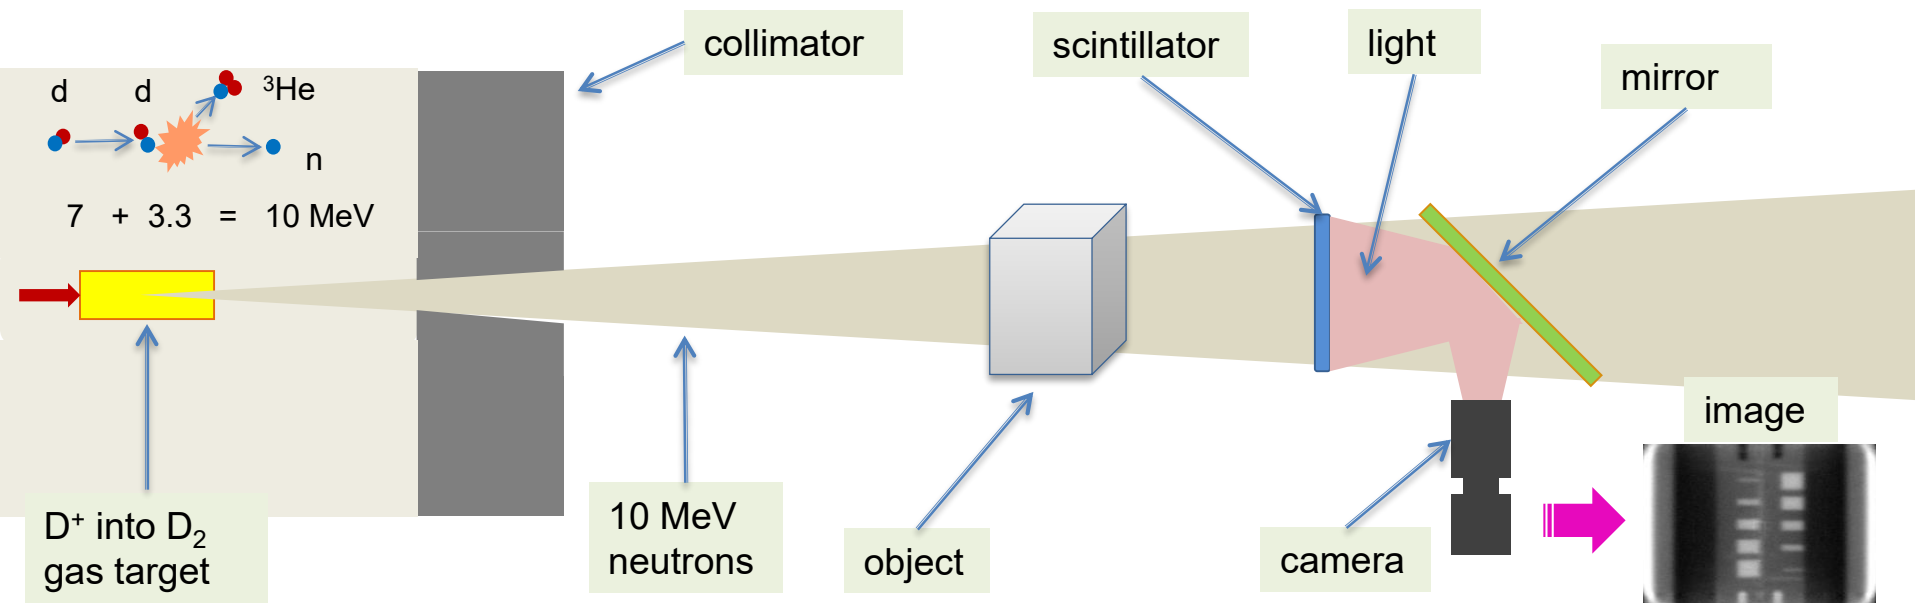 collimator
scintillator
light
mirror
d
d
³He
n
7 + 3.3 = 10 MeV
D⁺ into D₂
gas target
10 MeV
neutrons
object
camera
image